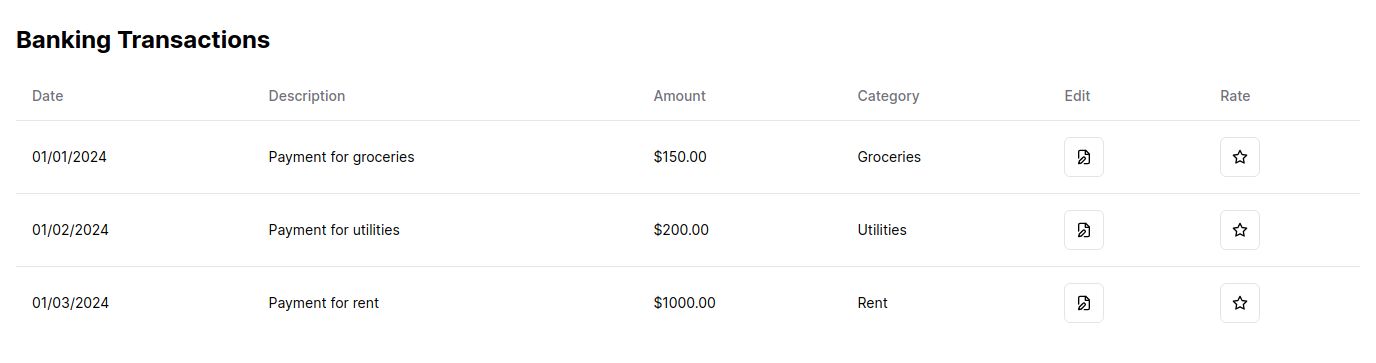 Banking Transactions
Date Description Amount Category Edit Rate
01/01/2024 Payment for groceries $150.00 Groceries
01/02/2024 Payment for utilities $200.00 Utilities
01/03/2024 Payment for rent $1000.00 Rent